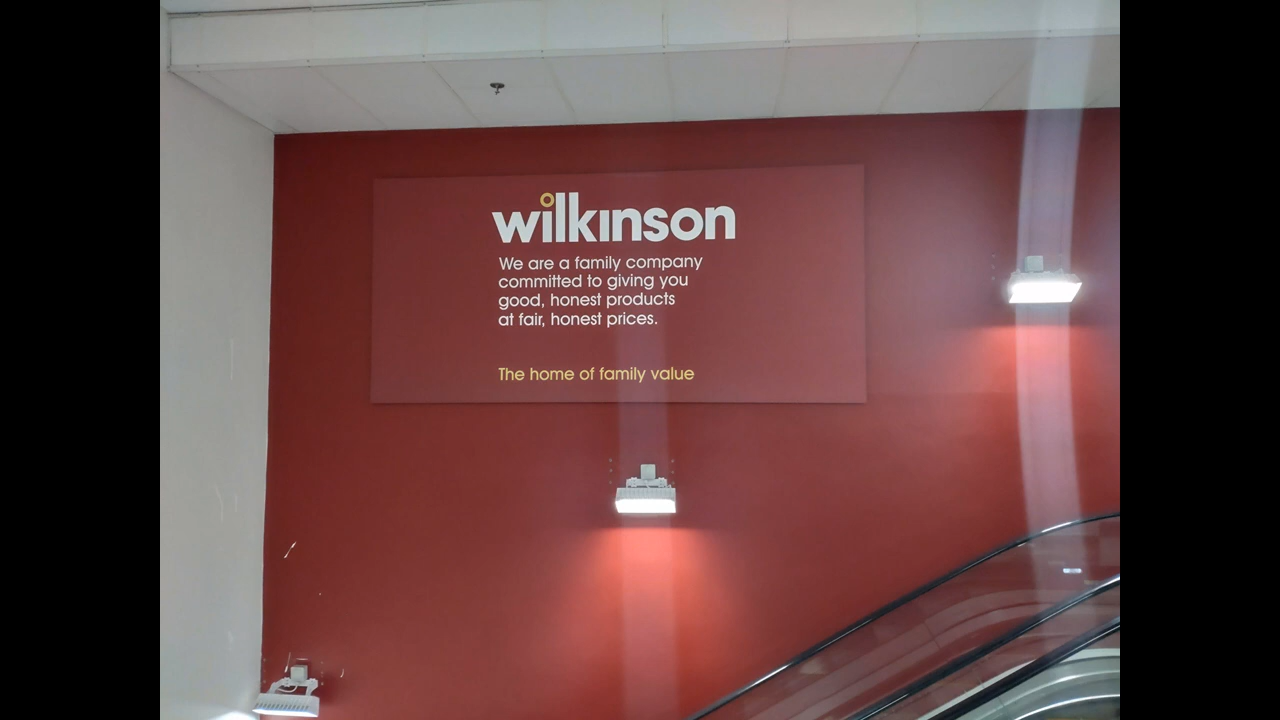 wilkinson
We are a family company
committed to giving you
good, honest products
at fair, honest prices.
The home of family value